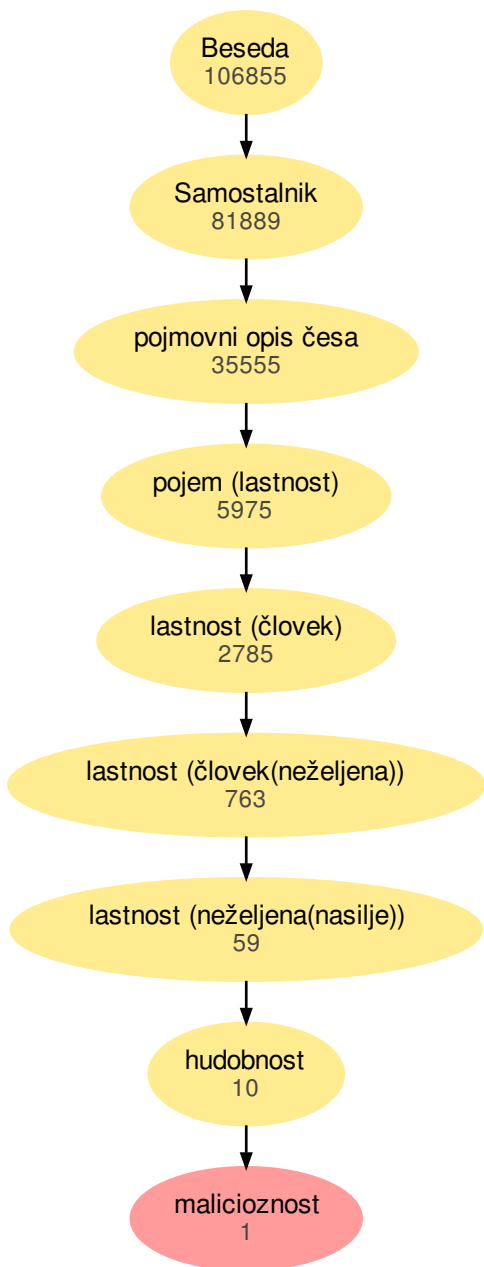 Beseda
106855
Samostalnik
81889
pojmovni opis česa
35555
pojem (lastnost)
5975
lastnost (človek)
2785
lastnost (človek(neželjena))
763
lastnost (neželjena(nasilje))
59
hudobnost
10
malicioznost
1